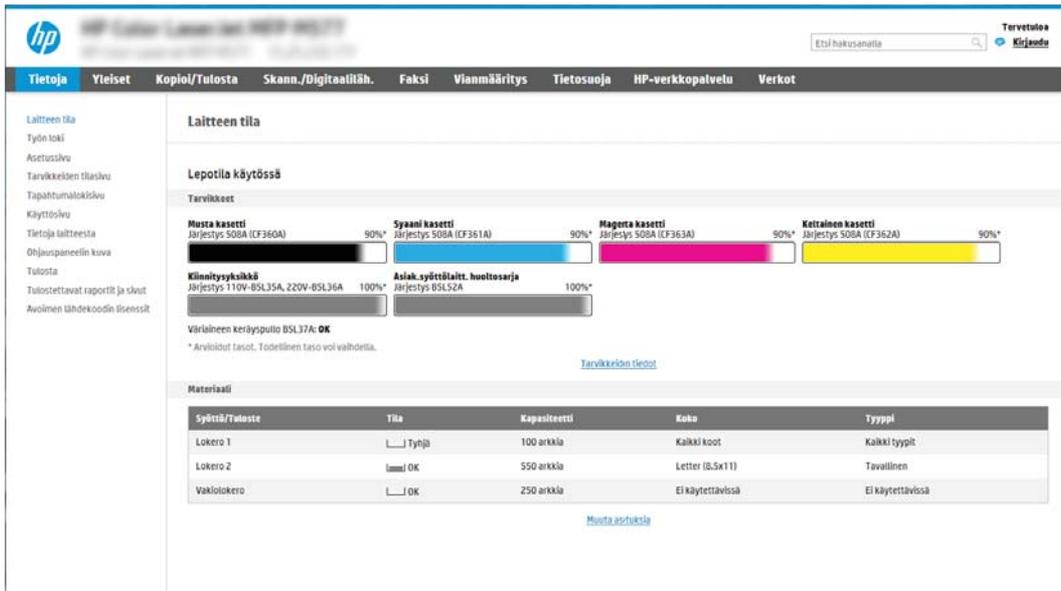 hp
Tervetuloa
Etsi hakusanalla
Kirjaudu
Tietoja Yleiset Kopioi/Tulosta Skann./Digitaaliläh. Faksi Vianmääritys Tietosuoja HP-verkkopalvelu Verkot
Laitteen tila
Työn loki
Asetussivu
Tarvikkeiden tilasivu
Tapahtumalokisivu
Käyttösivu
Tietoja laitteesta
Ohjauspaneelin kuva
Tulosta
Tulostettavat raportit ja sivut
Avoimen lähdekoodin lisenssit
Laitteen tila
Lepotila käytössä
Tarvikkeet
Musta kasetti Syaani kasetti Magenta kasetti Keltainen kasetti
Järjestys 508A (CF360A) 90%* Järjestys 508A (CF361A) 90%* Järjestys 508A (CF363A) 90%* Järjestys 508A (CF362A) 90%*
Kiinnitysyksikkö Asiak.syöttölaitt. huoltosarja
Järjestys 110V-B5L35A, 220V-B5L36A 100%* Järjestys B5L52A 100%*
Väriaineen keräyspullo B5L37A: OK
* Arvioidut tasot. Todellinen taso voi vaihdella.
Tarvikkeiden tiedot
Materiaali
Syöttö/Tuloste Tila Kapasiteetti Koko Tyyppi
Lokero 1 Tyhjä 100 arkkia Kaikki koot Kaikki tyypit
Lokero 2 OK 550 arkkia Letter (8.5x11) Tavallinen
Vakiolokero OK 250 arkkia Ei käytettävissä Ei käytettävissä
Muuta asetuksia